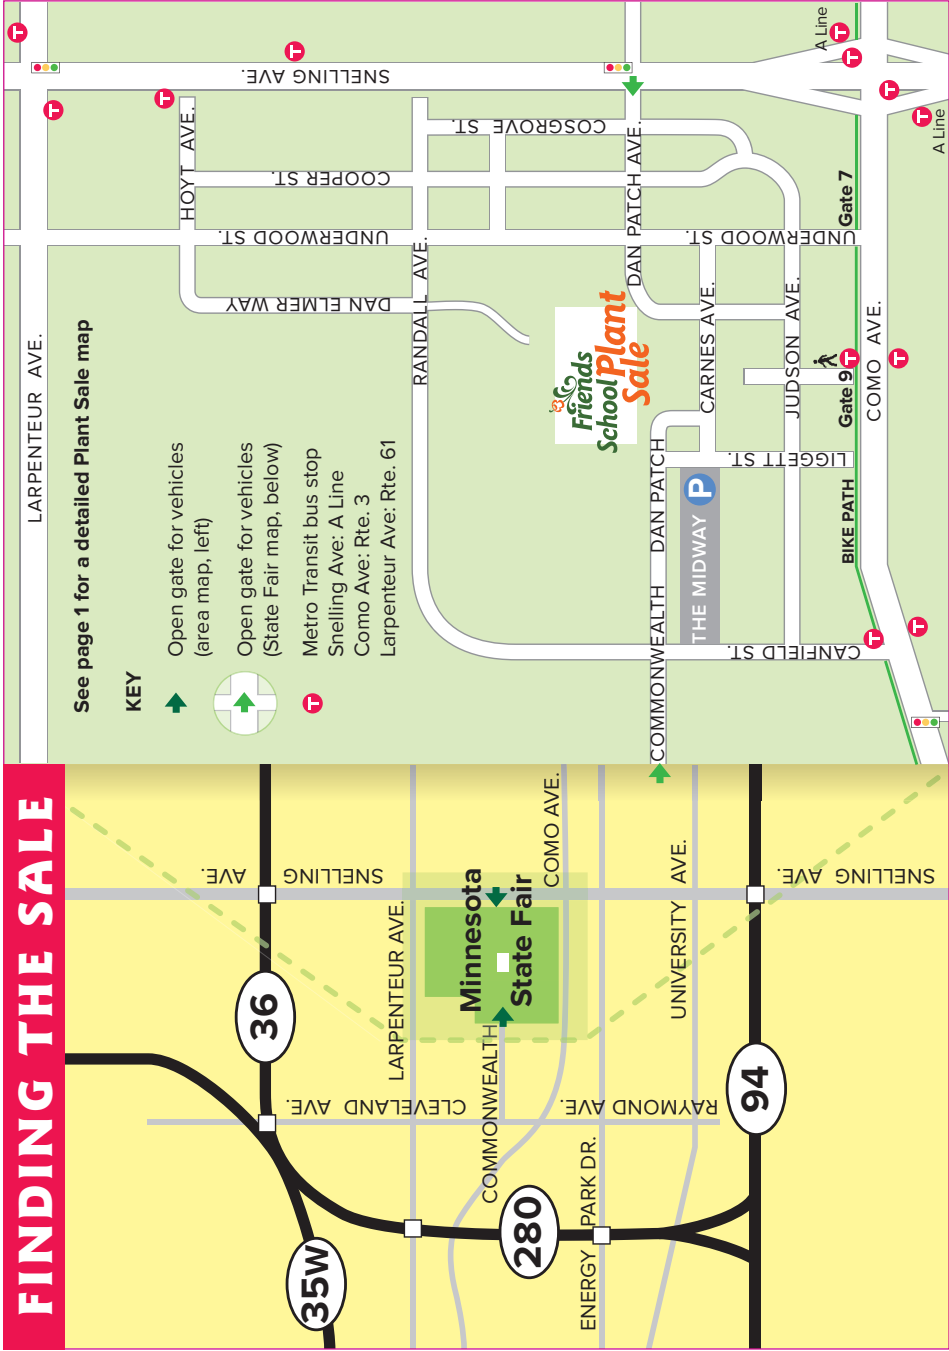 FINDING THE SALE
36
35W
280
94
SNELLING AVE.
LARPENTEUR AVE.
CLEVELAND AVE.
COMMONWEALTH
Minnesota
State Fair
COMO AVE.
ENERGY PARK DR.
RAYMOND AVE.
UNIVERSITY AVE.
SNELLING AVE.
LARPENTEUR AVE.
See page 1 for a detailed Plant Sale map
KEY
Open gate for vehicles
(area map, left)
Open gate for vehicles
(State Fair map, below)
T
Metro Transit bus stop
Snelling Ave: A Line
Como Ave: Rte. 3
Larpenteur Ave: Rte. 61
HOYT AVE.
SNELLING AVE.
COOPER ST.
UNDERWOOD ST.
DAN ELMER WAY
RANDALL AVE.
COSGROVE ST.
Friends
School Plant
Sale
DAN PATCH AVE.
COMMONWEALTH DAN PATCH
THE MIDWAY P
CARNES AVE.
UNDERWOOD ST.
LIGGETT ST.
CANFIELD ST.
JUDSON AVE.
BIKE PATH
Gate 9
Gate 7
COMO AVE.
A Line
A Line
T
T
T
T
T
T
T
T
T
T
T
T